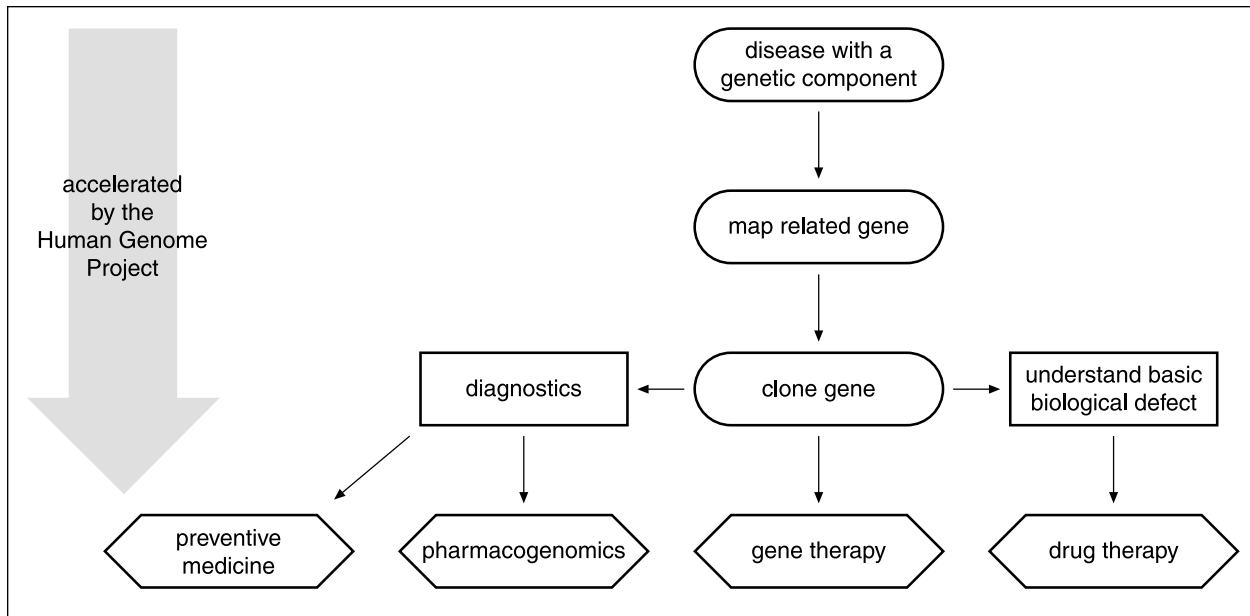 disease with a
genetic component
accelerated
by the
Human Genome
Project
map related gene
diagnostics
clone gene
understand basic
biological defect
preventive
medicine
pharmacogenomics
gene therapy
drug therapy